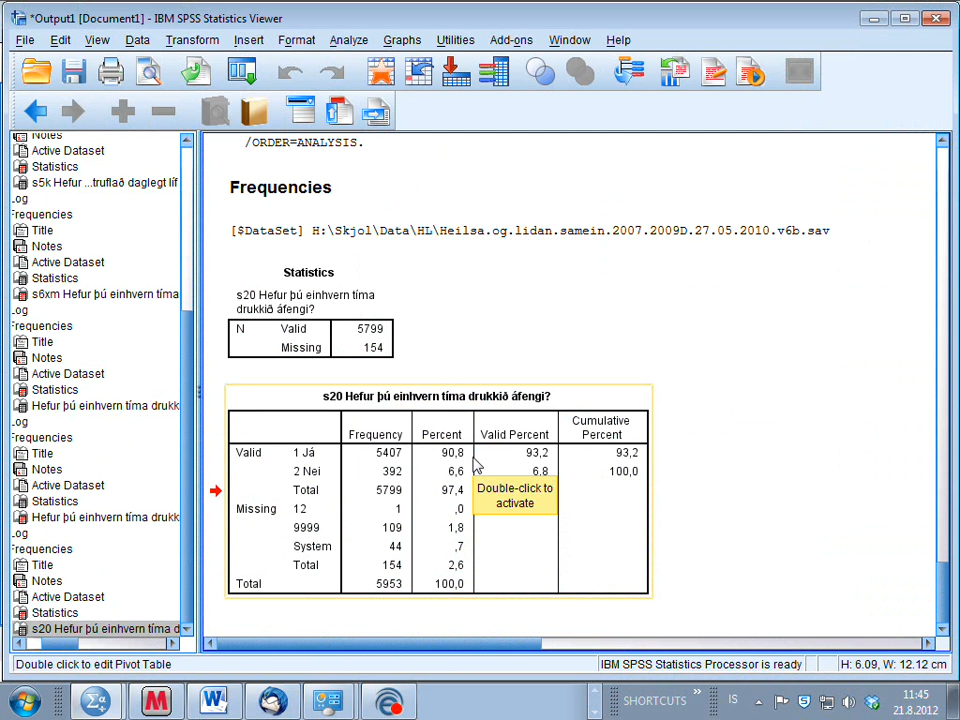 *Output1 [Document1] - IBM SPSS Statistics Viewer
File Edit View Data Transform Insert Format Analyze Graphs Utilities Add-ons Window Help
Notes
Active Dataset
Statistics
s5k Hefur ...truflað daglegt líf
Log
Frequencies
Title
Notes
Active Dataset
Statistics
s6xm Hefur þú einhvern tíma
Log
Frequencies
Title
Notes
Active Dataset
Statistics
Hefur þú einhvern tíma drukk
Log
Frequencies
Title
Notes
Active Dataset
Statistics
Hefur þú einhvern tíma drukk
Log
Frequencies
Title
Notes
Active Dataset
Statistics
s20 Hefur þú einhvern tíma d
/ORDER=ANALYSIS.
Frequencies
[$DataSet] H:\Skjol\Data\HL\Heilsa.og.lidan.samein.2007.2009D.27.05.2010.v6b.sav
Statistics
s20 Hefur þú einhvern tíma
drukkið áfengi?
N Valid 5799
Missing 154
s20 Hefur þú einhvern tíma drukkið áfengi?
Frequency Percent Valid Percent Cumulative Percent
Valid 1 Já 5407 90,8 93,2 93,2
2 Nei 392 6,6 6,8 100,0
Total 5799 97,4
Missing 12 1 ,0
9999 109 1,8
System 44 ,7
Total 154 2,6
Total 5953 100,0
Double-click to
activate
Double click to edit Pivot Table
IBM SPSS Statistics Processor is ready
H: 6.09, W: 12.12 cm
SHORTCUTS
IS
11:45
21.8.2012